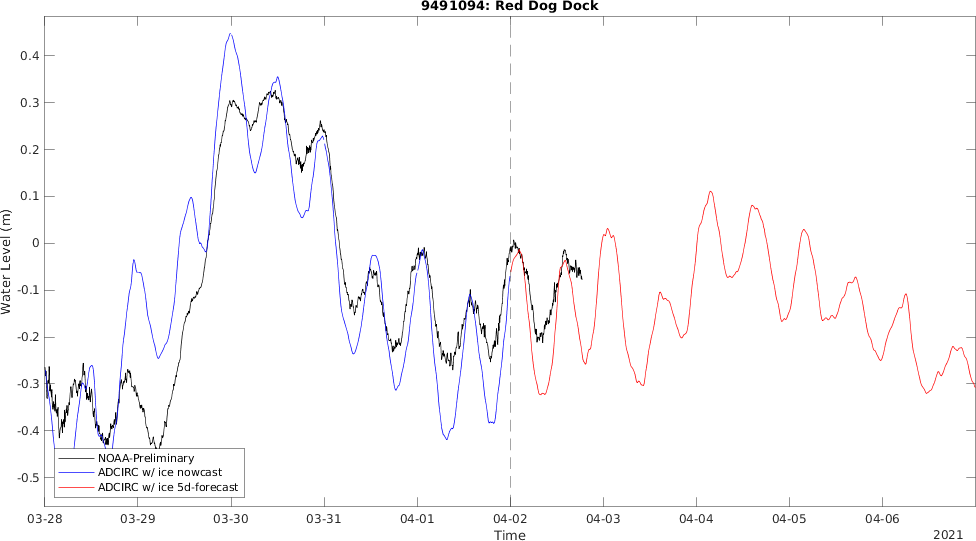 9491094: Red Dog Dock
0.4
0.3
0.2
0.1
0
-0.1
-0.2
-0.3
-0.4
-0.5
Water Level (m)
NOAA-Preliminary
ADCIRC w/ ice nowcast
ADCIRC w/ ice 5d-forecast
03-28 03-29 03-30 03-31 04-01 04-02 04-03 04-04 04-05 04-06
Time
2021